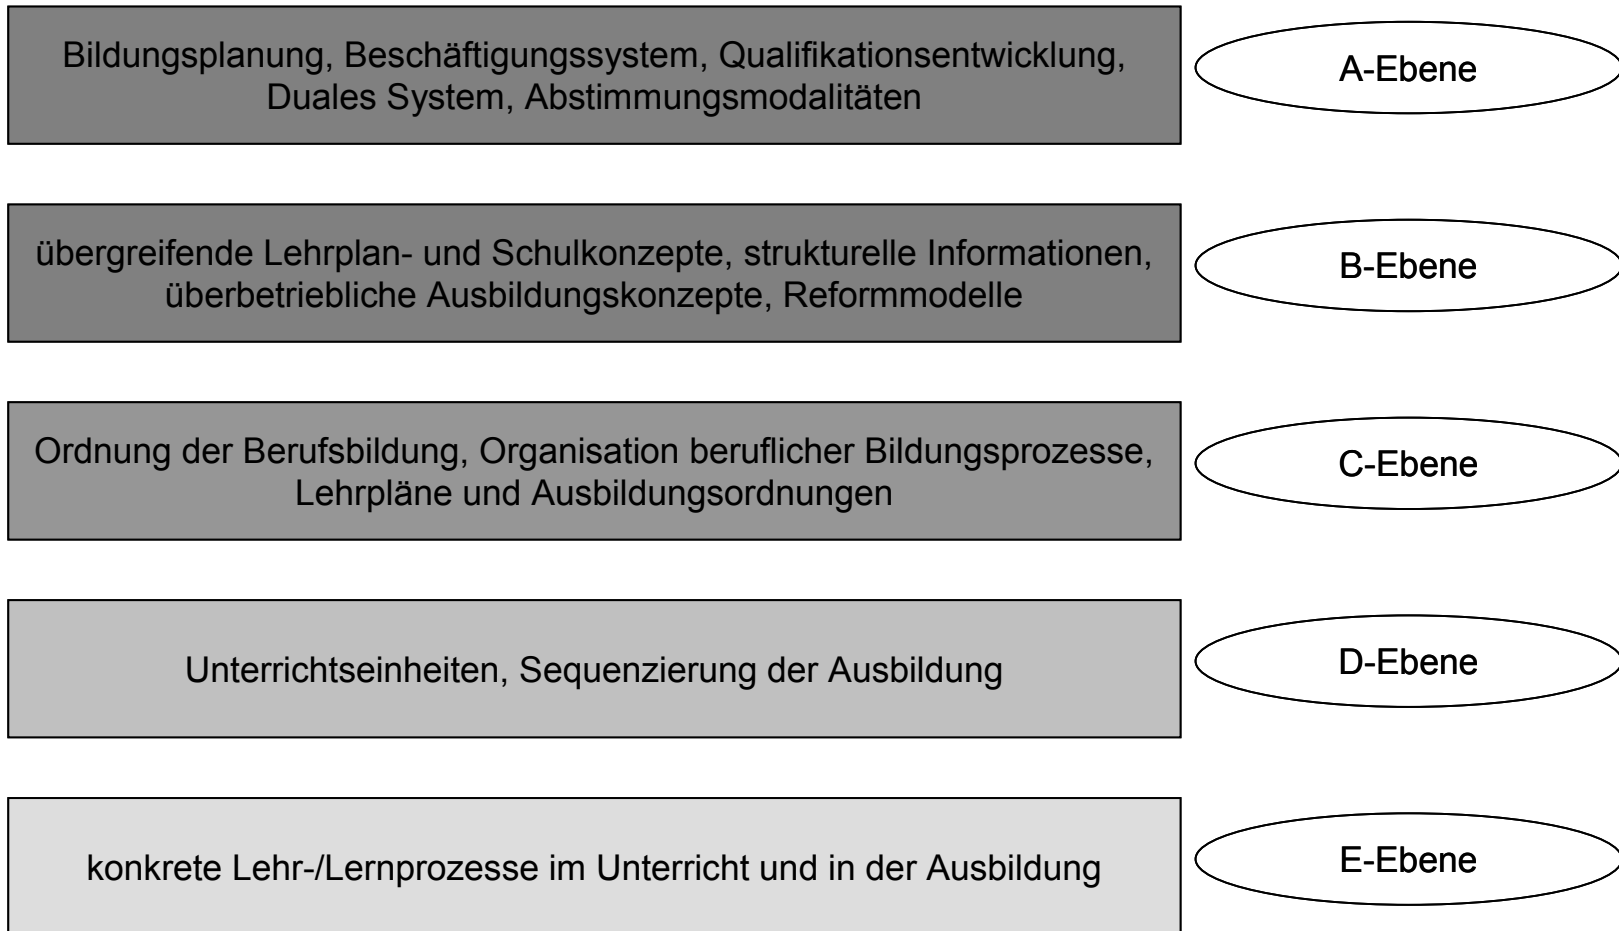 Bildungsplanung, Beschäftigungssystem, Qualifikationsentwicklung,
Duales System, Abstimmungsmodalitäten
A-Ebene
übergreifende Lehrplan- und Schulkonzepte, strukturelle Informationen,
überbetriebliche Ausbildungskonzepte, Reformmodelle
B-Ebene
Ordnung der Berufsbildung, Organisation beruflicher Bildungsprozesse,
Lehrpläne und Ausbildungsordnungen
C-Ebene
Unterrichtseinheiten, Sequenzierung der Ausbildung
D-Ebene
konkrete Lehr-/Lernprozesse im Unterricht und in der Ausbildung
E-Ebene